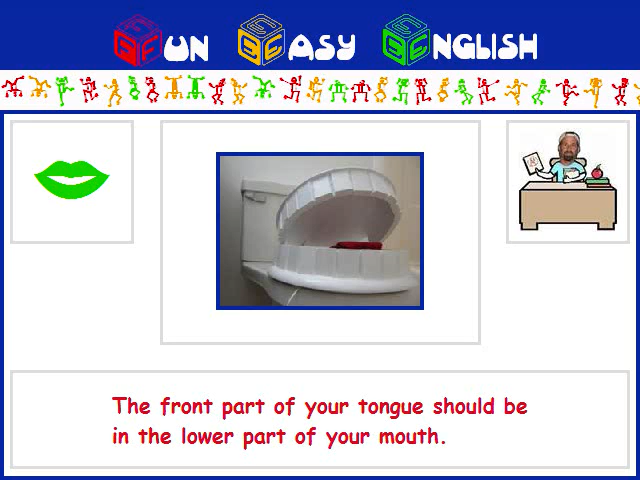 FUN EASY ENGLISH
The front part of your tongue should be
in the lower part of your mouth.